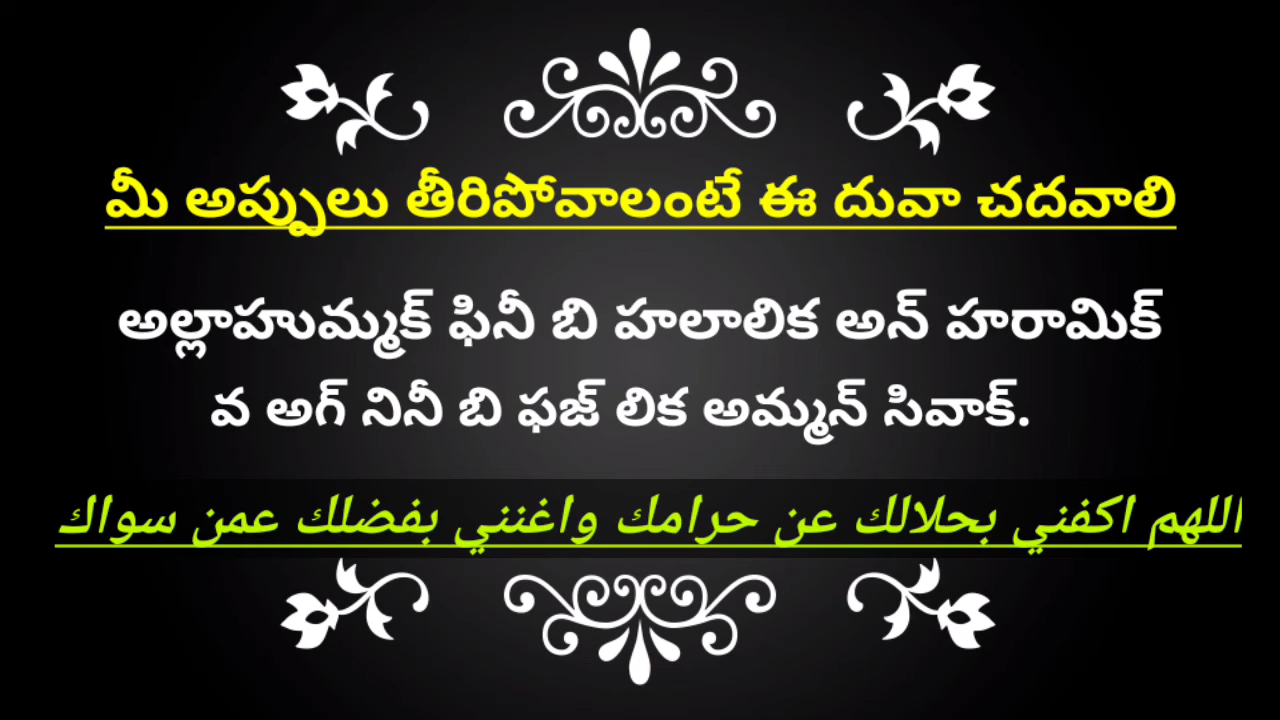 మీ అప్పులు తీరిపోవాలంటే ఈ దువా చదవాలి
అల్లాహుమ్మక్ ఫినీ బి హలాలిక అన్ హరామిక్
వ అగ్ నినీ బి ఫజ్ లిక అమ్మన్ సివాక్.
اللهم اكفني بحلالك عن حرامك واغنني بفضلك عمن سواك